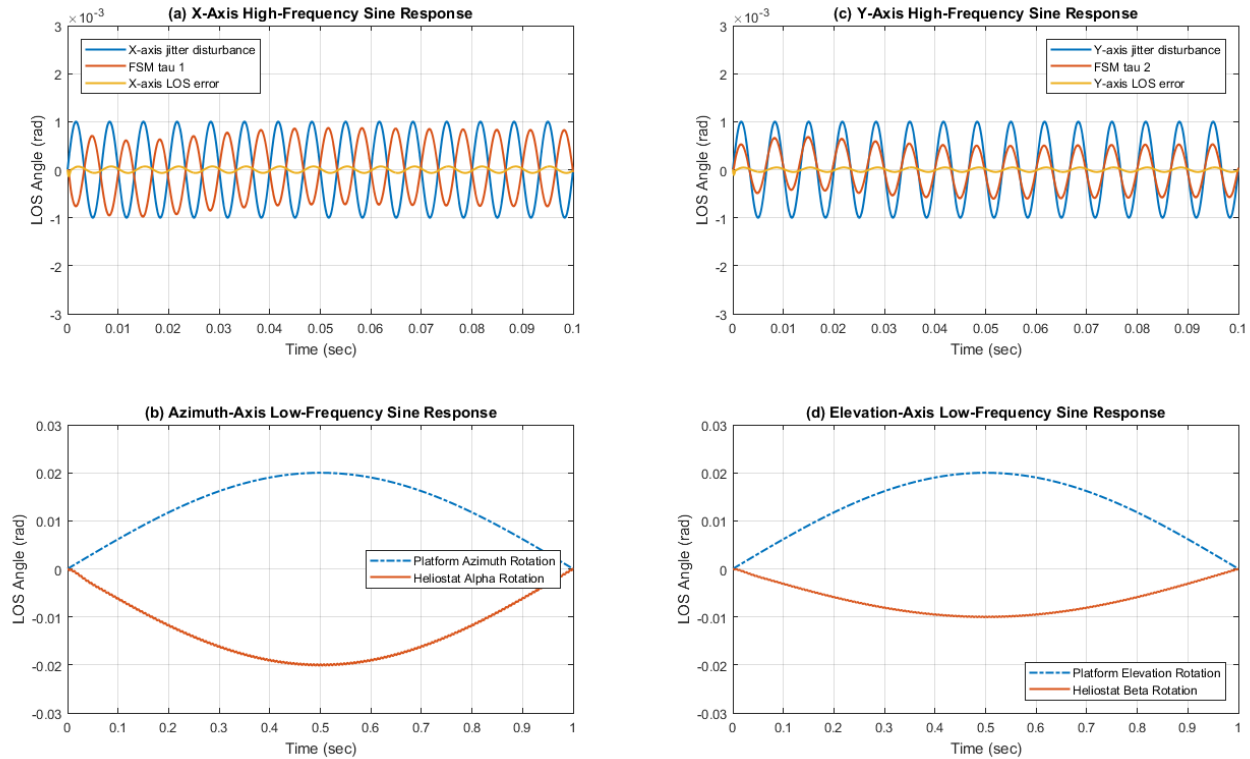 (a) X-Axis High-Frequency Sine Response
×10⁻³
3
2
1
0
-1
-2
-3
LOS Angle (rad)
X-axis jitter disturbance
FSM tau 1
X-axis LOS error
0 0.01 0.02 0.03 0.04 0.05 0.06 0.07 0.08 0.09 0.1
Time (sec)
(c) Y-Axis High-Frequency Sine Response
×10⁻³
3
2
1
0
-1
-2
-3
LOS Angle (rad)
Y-axis jitter disturbance
FSM tau 2
Y-axis LOS error
0 0.01 0.02 0.03 0.04 0.05 0.06 0.07 0.08 0.09 0.1
Time (sec)
(b) Azimuth-Axis Low-Frequency Sine Response
0.03
0.02
0.01
0
-0.01
-0.02
-0.03
LOS Angle (rad)
Platform Azimuth Rotation
Heliostat Alpha Rotation
0 0.1 0.2 0.3 0.4 0.5 0.6 0.7 0.8 0.9 1
Time (sec)
(d) Elevation-Axis Low-Frequency Sine Response
0.03
0.02
0.01
0
-0.01
-0.02
-0.03
LOS Angle (rad)
Platform Elevation Rotation
Heliostat Beta Rotation
0 0.1 0.2 0.3 0.4 0.5 0.6 0.7 0.8 0.9 1
Time (sec)